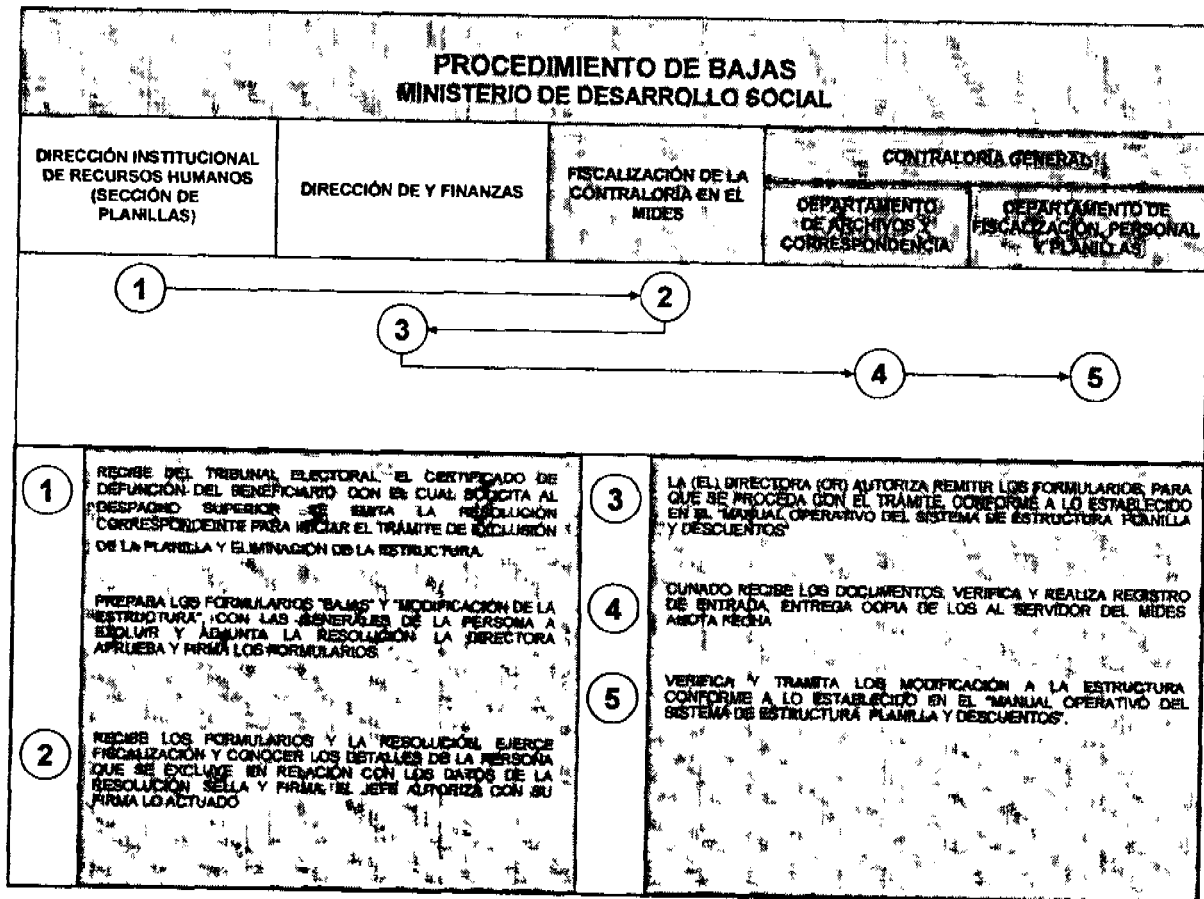 PROCEDIMIENTO DE BAJAS
MINISTERIO DE DESARROLLO SOCIAL
DIRECCIÓN INSTITUCIONAL
DE RECURSOS HUMANOS
(SECCIÓN DE
PLANILLAS)
DIRECCIÓN DE Y FINANZAS
FISCALIZACIÓN DE LA
CONTRALORÍA EN EL
MIDES
CONTRALORÍA GENERAL
DEPARTAMENTO
DE ARCHIVOS Y
CORRESPONDENCIA
DEPARTAMENTO DE
FISCALIZACIÓN, PERSONAL
Y PLANILLAS
1
2
3
4
5
1
RECIBE DEL TRIBUNAL ELECTORAL, EL CERTIFICADO DE
DEFUNCIÓN DEL BENEFICIARIO CON EL CUAL SOLICITA AL
DESPACHO SUPERIOR SE EMITA LA RESOLUCIÓN
CORRESPONDEINTE PARA INICIAR EL TRÁMITE DE EXCLUSIÓN
DE LA PLANILLA Y ELIMINACIÓN DE LA ESTRUCTURA.
PREPARA LOS FORMULARIOS "BAJAS" Y "MODIFICACIÓN DE LA
ESTRUCTURA", CON LAS GENERALES DE LA PERSONA A
EXCLUIR Y ADJUNTA LA RESOLUCIÓN. LA DIRECTORA
APRUEBA Y FIRMA LOS FORMULARIOS
2
RECIBE LOS FORMULARIOS Y LA RESOLUCIÓN, EJERCE
FISCALIZACIÓN Y CONOCER LOS DETALLES DE LA PERSONA
QUE SE EXCLUYE EN RELACIÓN CON LOS DATOS DE LA
RESOLUCIÓN SELLA Y FIRMA. EL JEFE AUTORIZA CON SU
FIRMA LO ACTUADO
3
LA (EL) DIRECTORA (OR) AUTORIZA REMITIR LOS FORMULARIOS, PARA
QUE SE PROCEDA CON EL TRÁMITE, CONFORME A LO ESTABLECIDO
EN EL "MANUAL OPERATIVO DEL SISTEMA DE ESTRUCTURA PLANILLA
Y DESCUENTOS"
4
CUNADO RECIBE LOS DOCUMENTOS, VERIFICA Y REALIZA REGISTRO
DE ENTRADA, ENTREGA COPIA DE LOS AL SERVIDOR DEL MIDES
ANOTA FECHA
5
VERIFICA Y TRAMITA LOS MODIFICACIÓN A LA ESTRUCTURA
CONFORME A LO ESTABLECIDO EN EL "MANUAL OPERATIVO DEL
SISTEMA DE ESTRUCTURA PLANILLA Y DESCUENTOS".